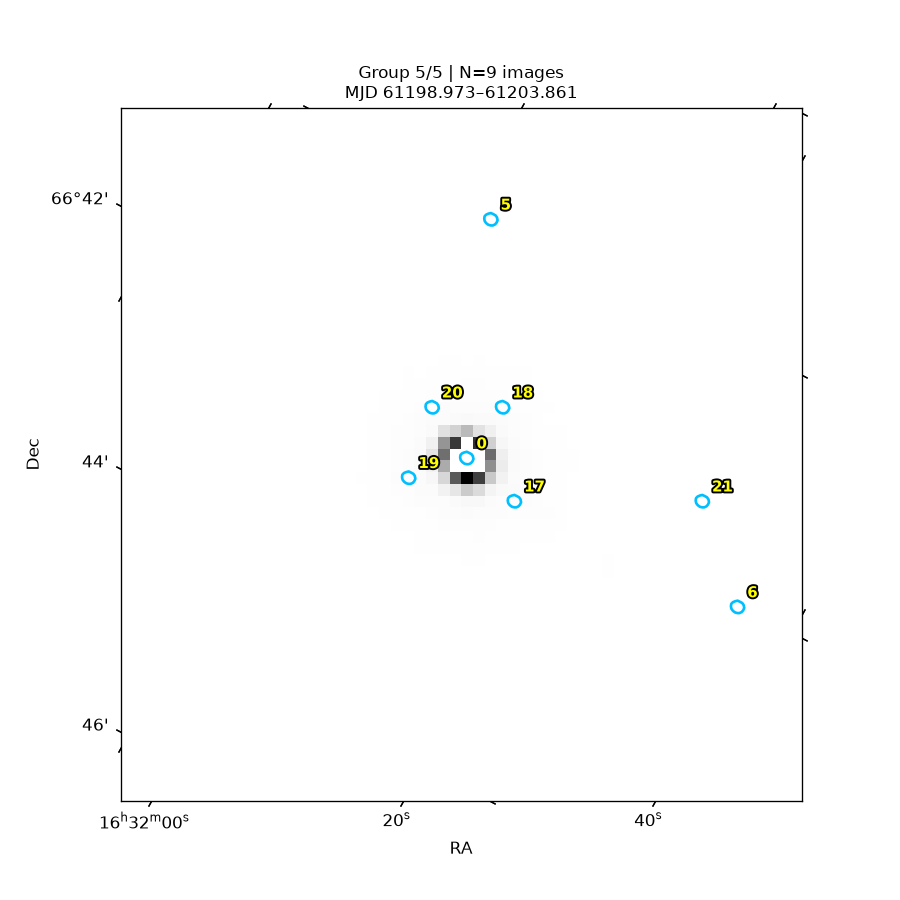 Group 5/5 | N=9 images
MJD 61198.973–61203.861
66°42'
5
20
18
0
44'
19
17
21
6
46'
16ʰ32ᵐ00ˢ
20ˢ
40ˢ
RA
Dec